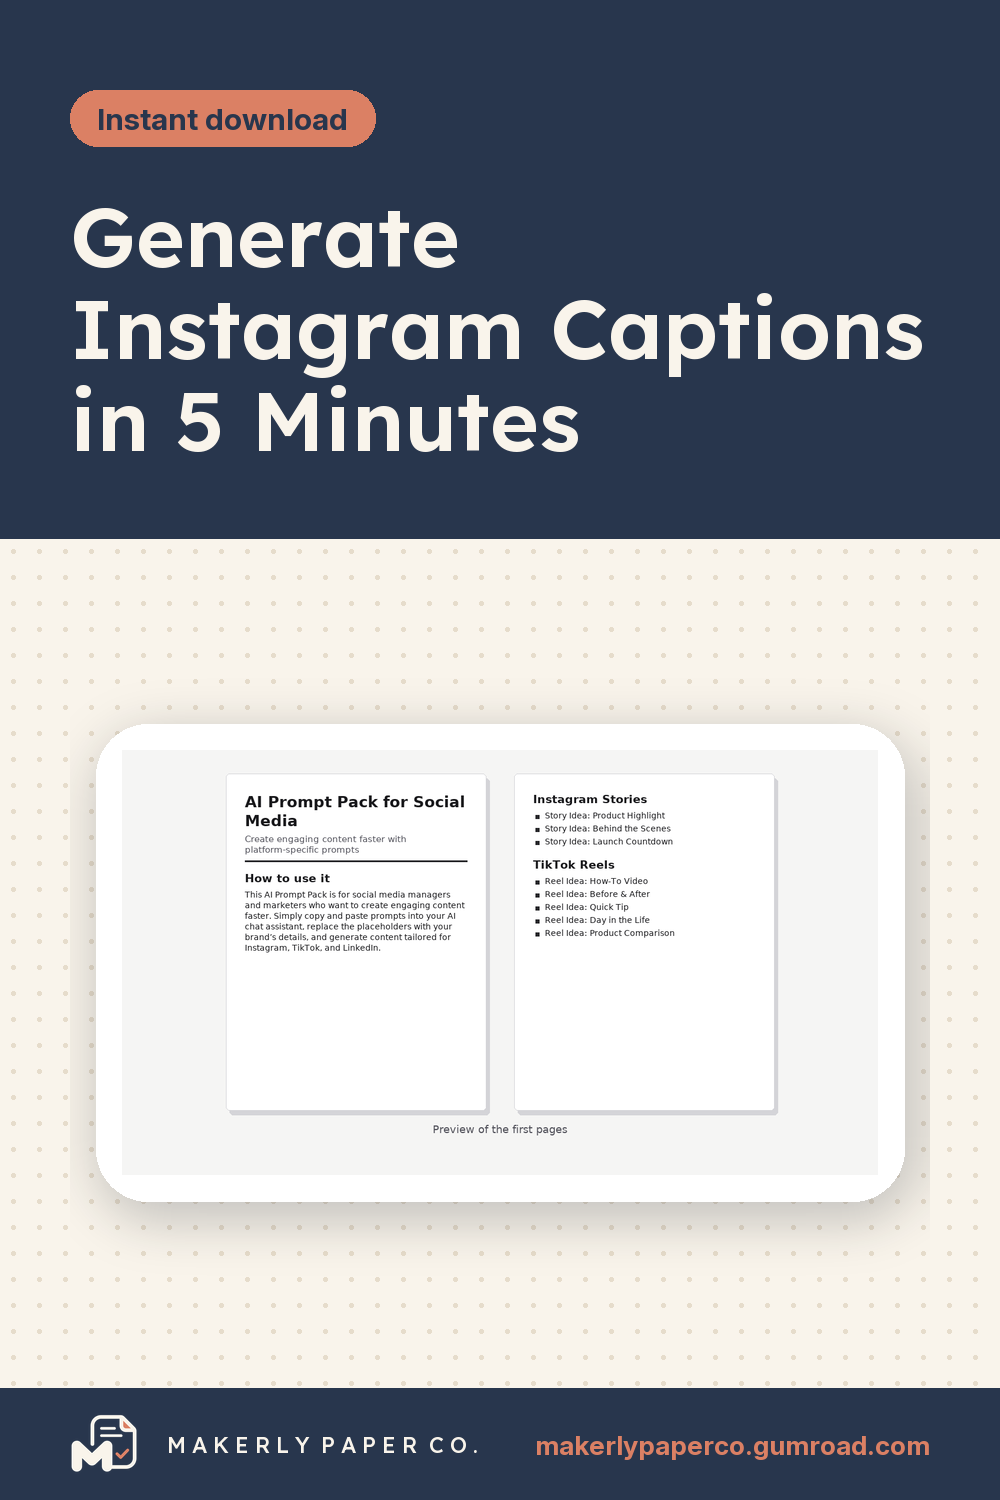 Instant download
Generate
Instagram Captions
in 5 Minutes
AI Prompt Pack for Social
Media
Create engaging content faster with
platform-specific prompts
How to use it
This AI Prompt Pack is for social media managers
and marketers who want to create engaging content
faster. Simply copy and paste prompts into your AI
chat assistant, replace the placeholders with your
brand's details, and generate content tailored for
Instagram, TikTok, and LinkedIn.
Instagram Stories
▪ Story Idea: Product Highlight
▪ Story Idea: Behind the Scenes
▪ Story Idea: Launch Countdown
TikTok Reels
▪ Reel Idea: How-To Video
▪ Reel Idea: Before & After
▪ Reel Idea: Quick Tip
▪ Reel Idea: Day in the Life
▪ Reel Idea: Product Comparison
Preview of the first pages
M
MAKERLY PAPER CO.
makerlypaperco.gumroad.com